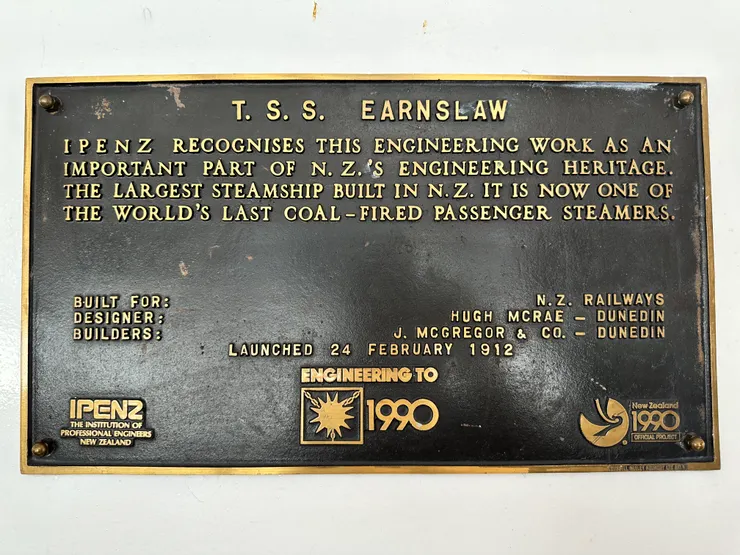 T. S. S. EARNSLAW
IPENZ RECOGNISES THIS ENGINEERING WORK AS AN
IMPORTANT PART OF N. Z.'S ENGINEERING HERITAGE.
THE LARGEST STEAMSHIP BUILT IN N. Z. IT IS NOW ONE OF
THE WORLD'S LAST COAL-FIRED PASSENGER STEAMERS.
BUILT FOR: N. Z. RAILWAYS
DESIGNER: HUGH MCRAE - DUNEDIN
BUILDERS: J. MCGREGOR & CO. - DUNEDIN
LAUNCHED 24 FEBRUARY 1912
ENGINEERING TO
1990
IPENZ
THE INSTITUTION OF
PROFESSIONAL ENGINEERS
NEW ZEALAND
New Zealand
1990
OFFICIAL PROJECT